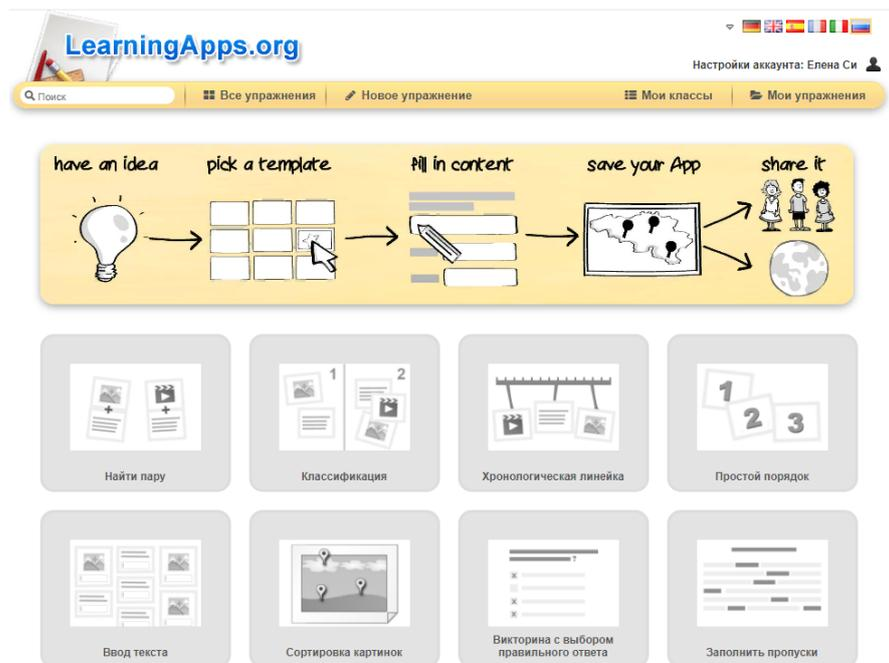 LearningApps.org
Настройки аккаунта: Елена Си
Поиск
Все упражнения
Новое упражнение
Мои классы
Мои упражнения
have an idea
pick a template
fill in content
save your App
share it
1
2
1
2
3
Найти пару
Классификация
Хронологическая линейка
Простой порядок
?
Ввод текста
Сортировка картинок
Викторина с выбором
правильного ответа
Заполнить пропуски